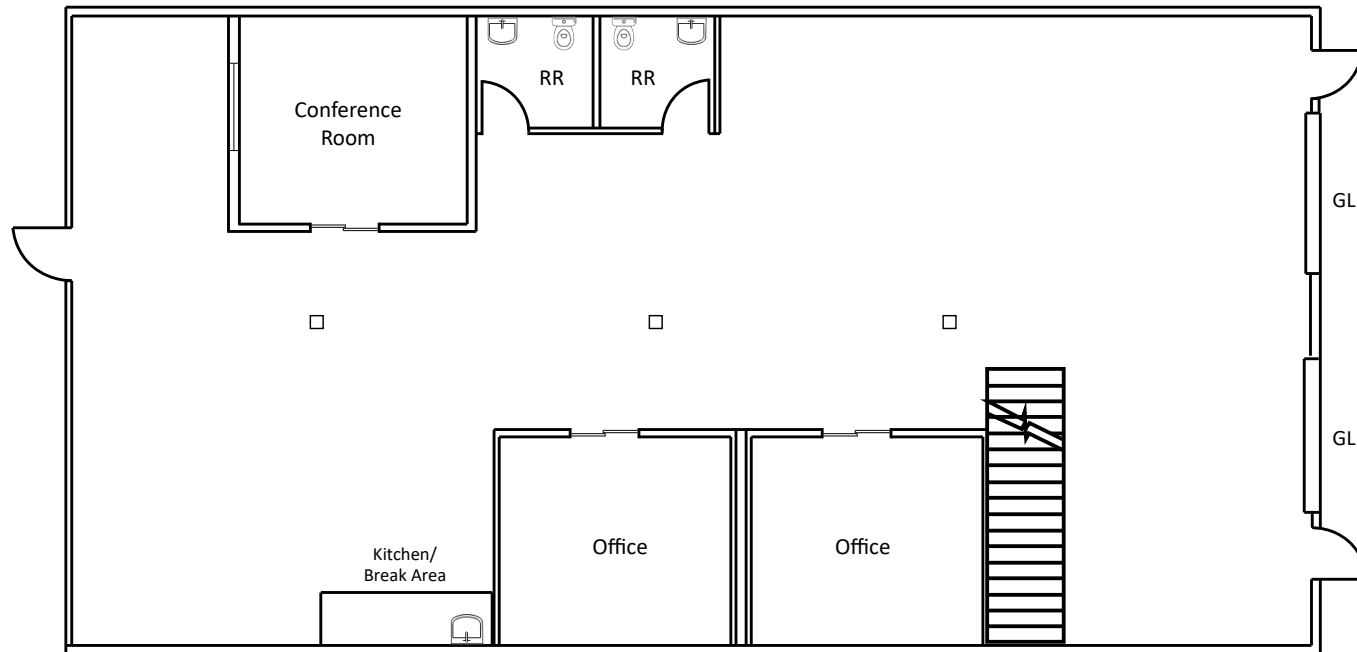 RR
RR
Conference
Room
GL
GL
Kitchen/
Break Area
Office
Office